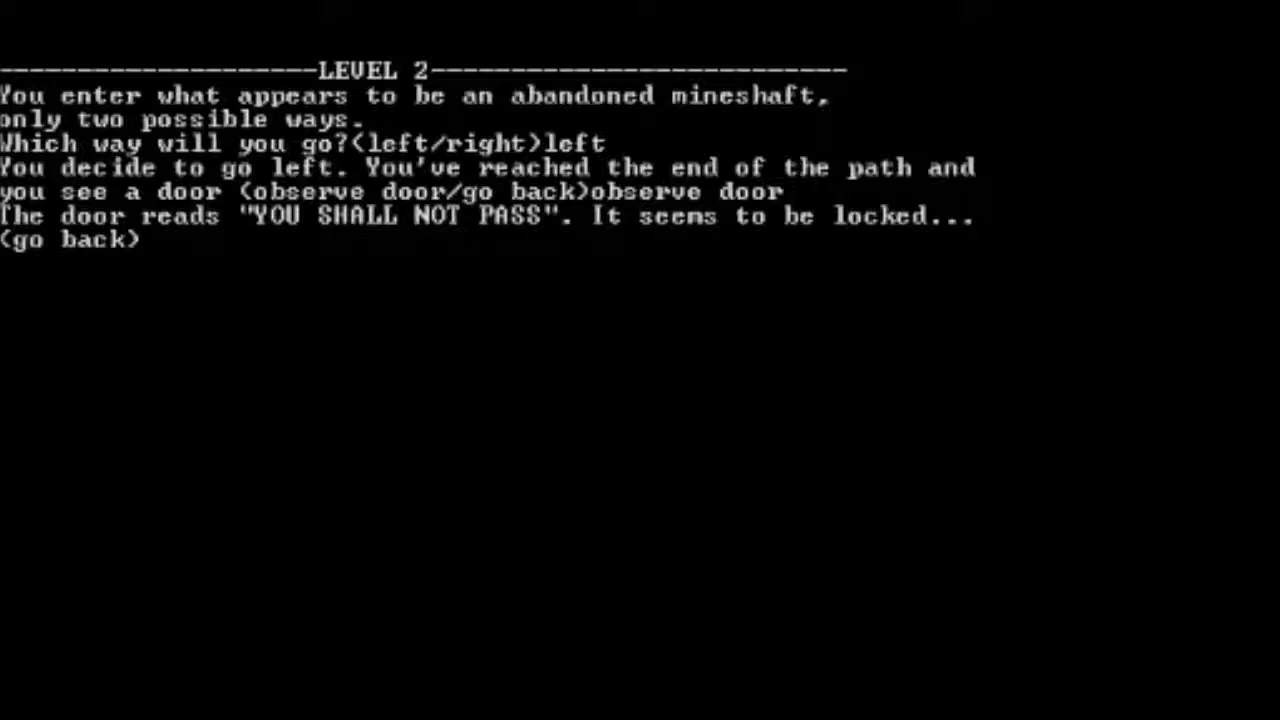 --------------------LEVEL 2--------------------------
You enter what appears to be an abandoned mineshaft,
only two possible ways.
Which way will you go?(left/right)left
You decide to go left. You've reached the end of the path and
you see a door (observe door/go back)observe door
The door reads "YOU SHALL NOT PASS". It seems to be locked...
(go back)